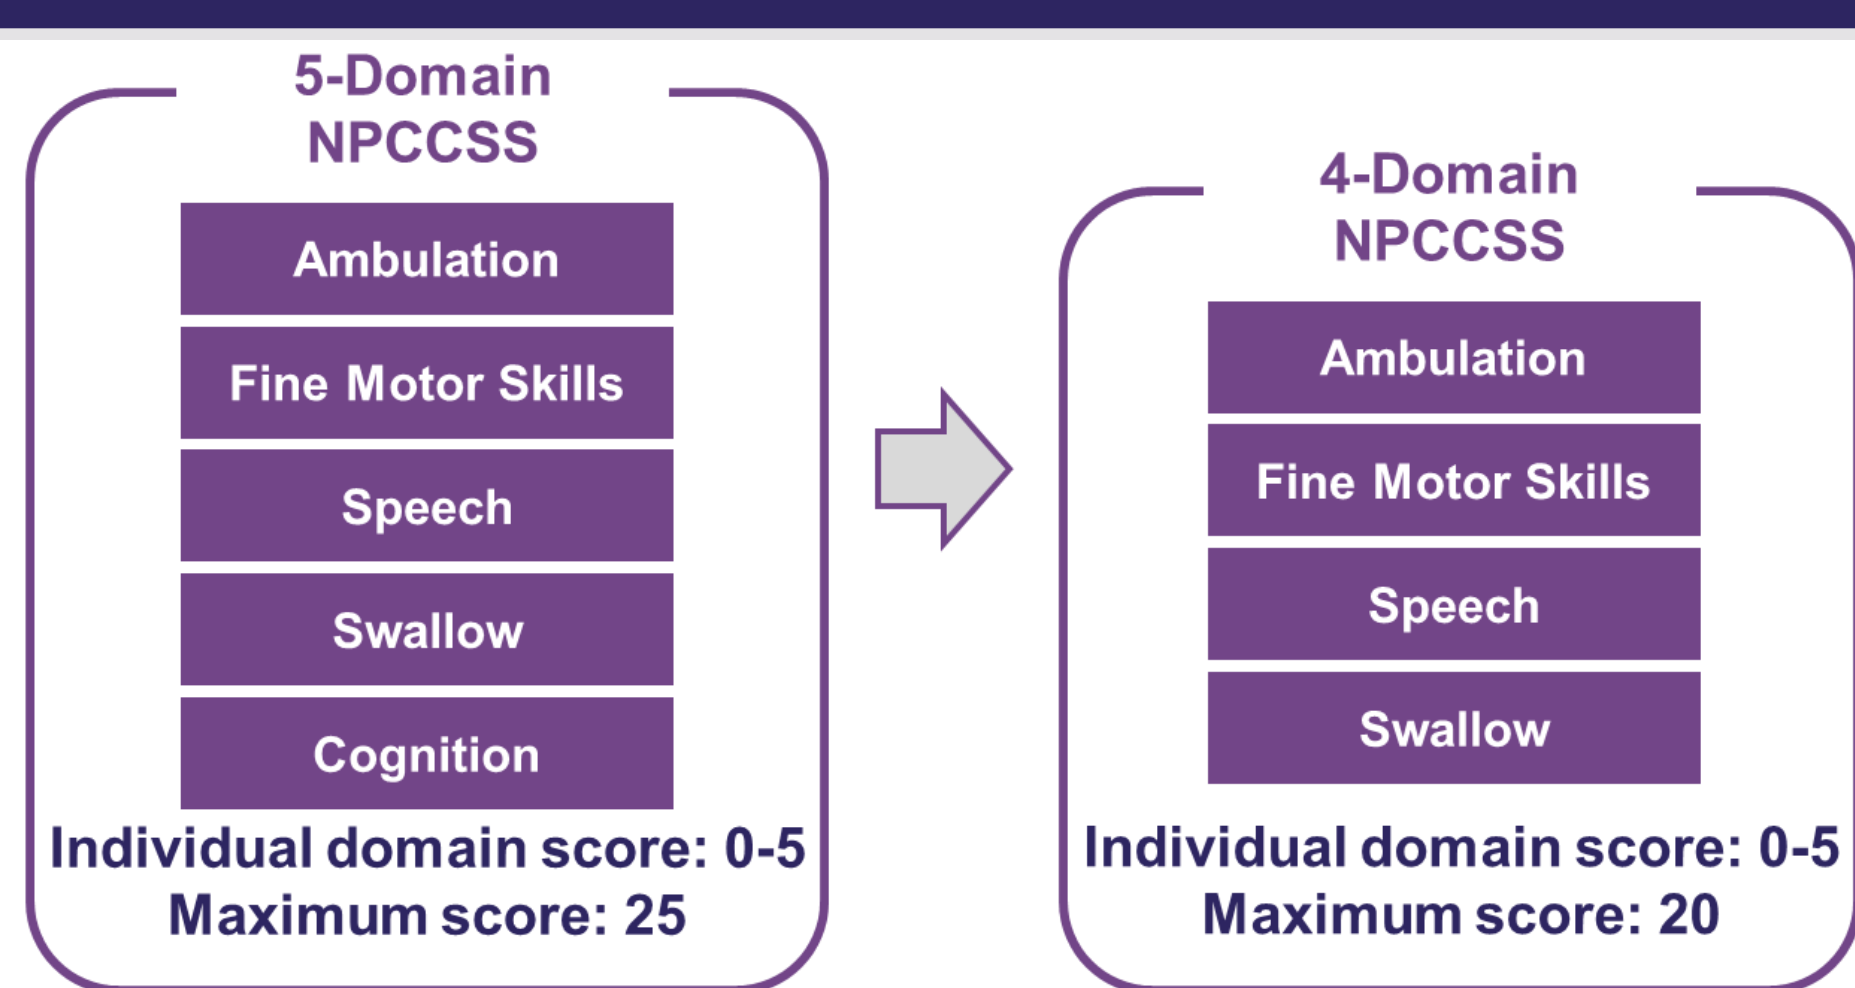 5-Domain
NPCCSS
Ambulation
Fine Motor Skills
Speech
Swallow
Cognition
Individual domain score: 0-5
Maximum score: 25
4-Domain
NPCCSS
Ambulation
Fine Motor Skills
Speech
Swallow
Individual domain score: 0-5
Maximum score: 20